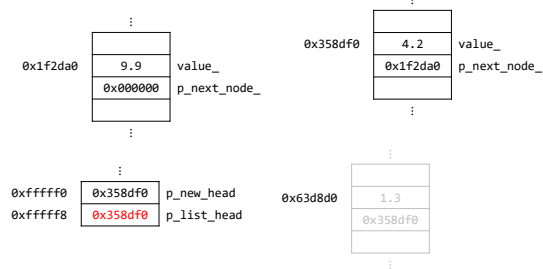 ⋮
0x1f2da0 9.9 value_
0x000000 p_next_node_
⋮
⋮
0x358df0 4.2 value_
0x1f2da0 p_next_node_
⋮
⋮
0xfffff0 0x358df0 p_new_head
0xfffff8 0x358df0 p_list_head
⋮
0x63d8d0 1.3
0x358df0
⋮